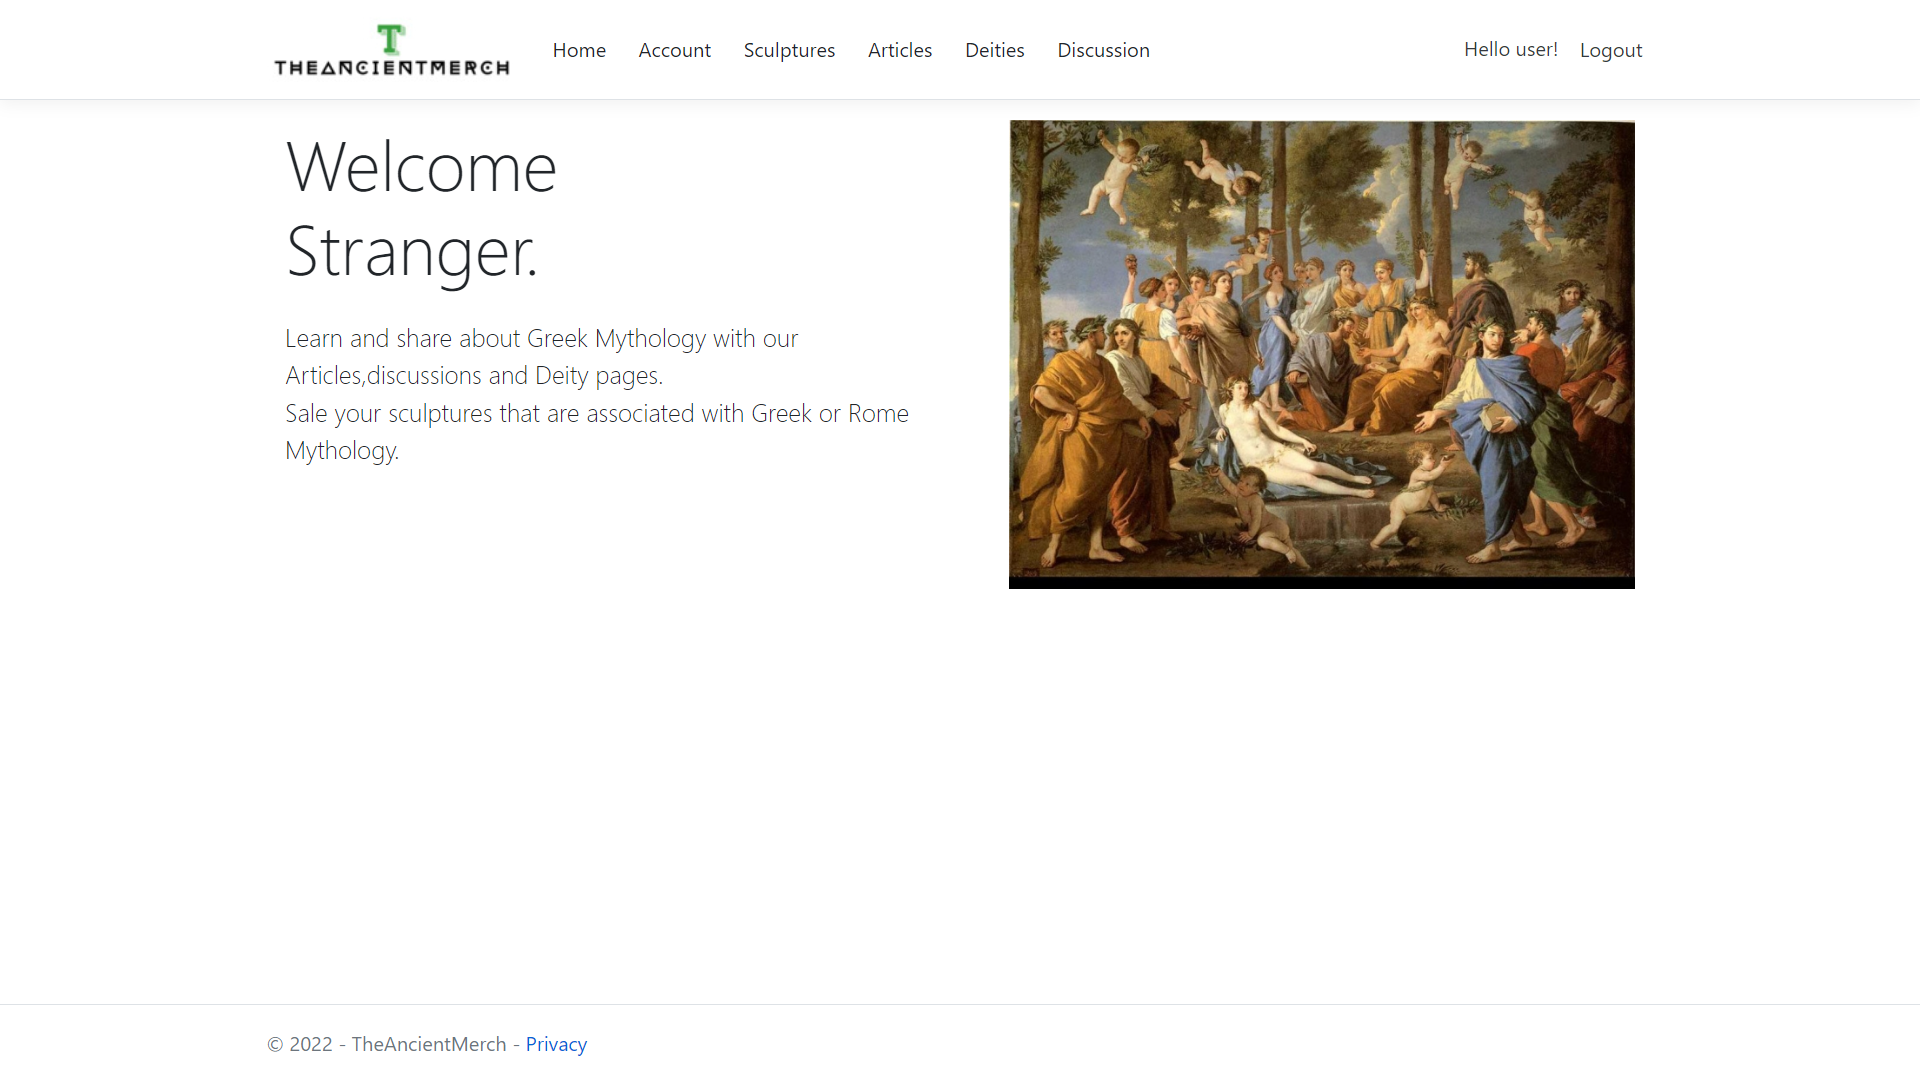 T
THEANCIENTMERCH
Home Account Sculptures Articles Deities Discussion Hello user! Logout
Welcome
Stranger.
Learn and share about Greek Mythology with our
Articles,discussions and Deity pages.
Sale your sculptures that are associated with Greek or Rome
Mythology.
© 2022 - TheAncientMerch - Privacy